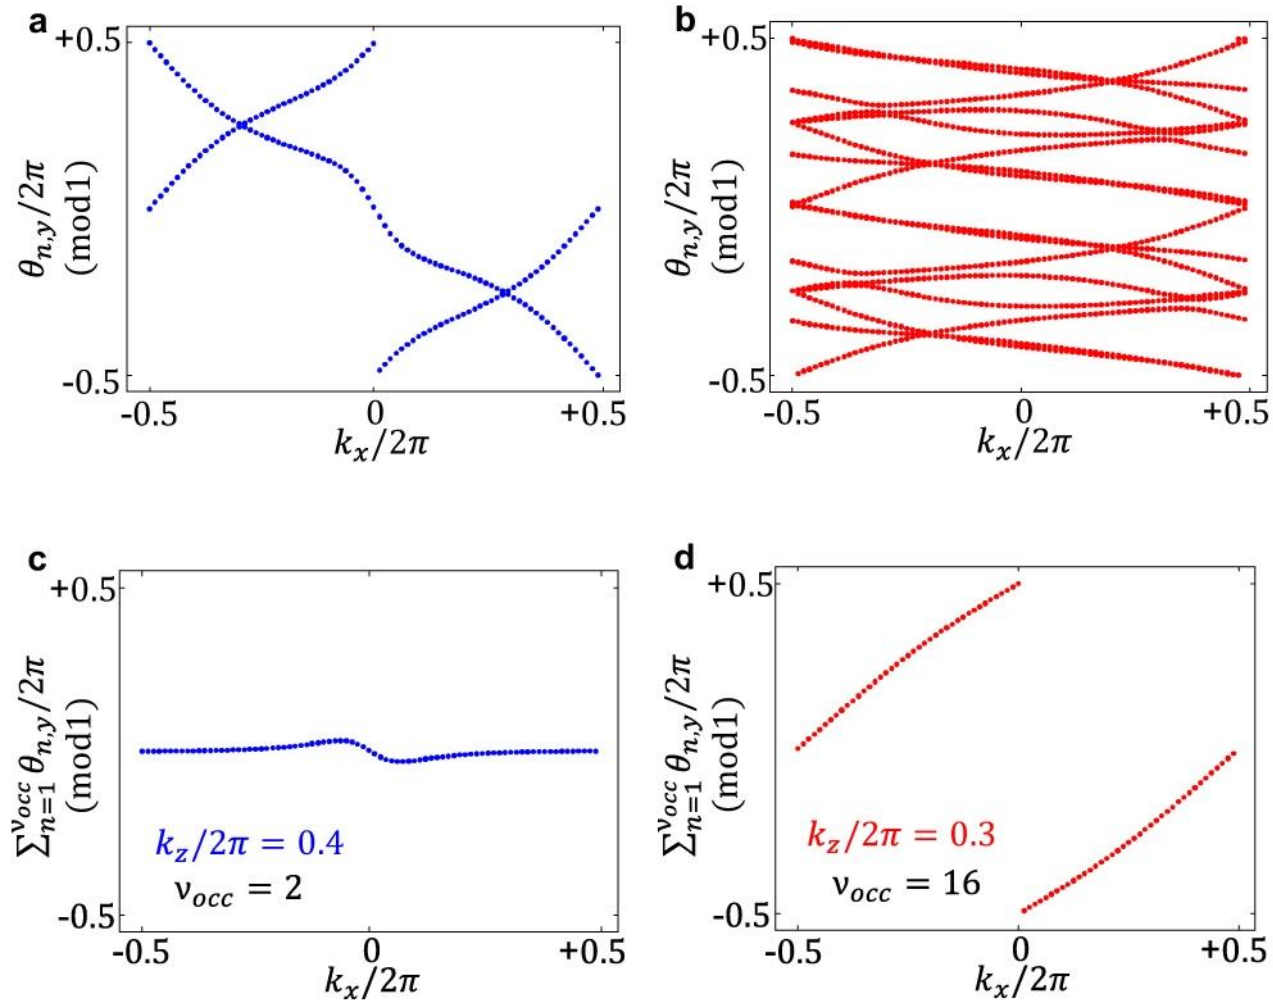 a
+0.5
θ_{n,y}/2π
(mod1)
-0.5
-0.5 0 +0.5
k_x/2π
b
+0.5
θ_{n,y}/2π
(mod1)
-0.5
-0.5 0 +0.5
k_x/2π
c
+0.5
∑_{n=1}^{ν_{occ}} θ_{n,y}/2π
(mod1)
k_z/2π = 0.4
ν_{occ} = 2
-0.5
-0.5 0 +0.5
k_x/2π
d
+0.5
∑_{n=1}^{ν_{occ}} θ_{n,y}/2π
(mod1)
k_z/2π = 0.3
ν_{occ} = 16
-0.5
-0.5 0 +0.5
k_x/2π